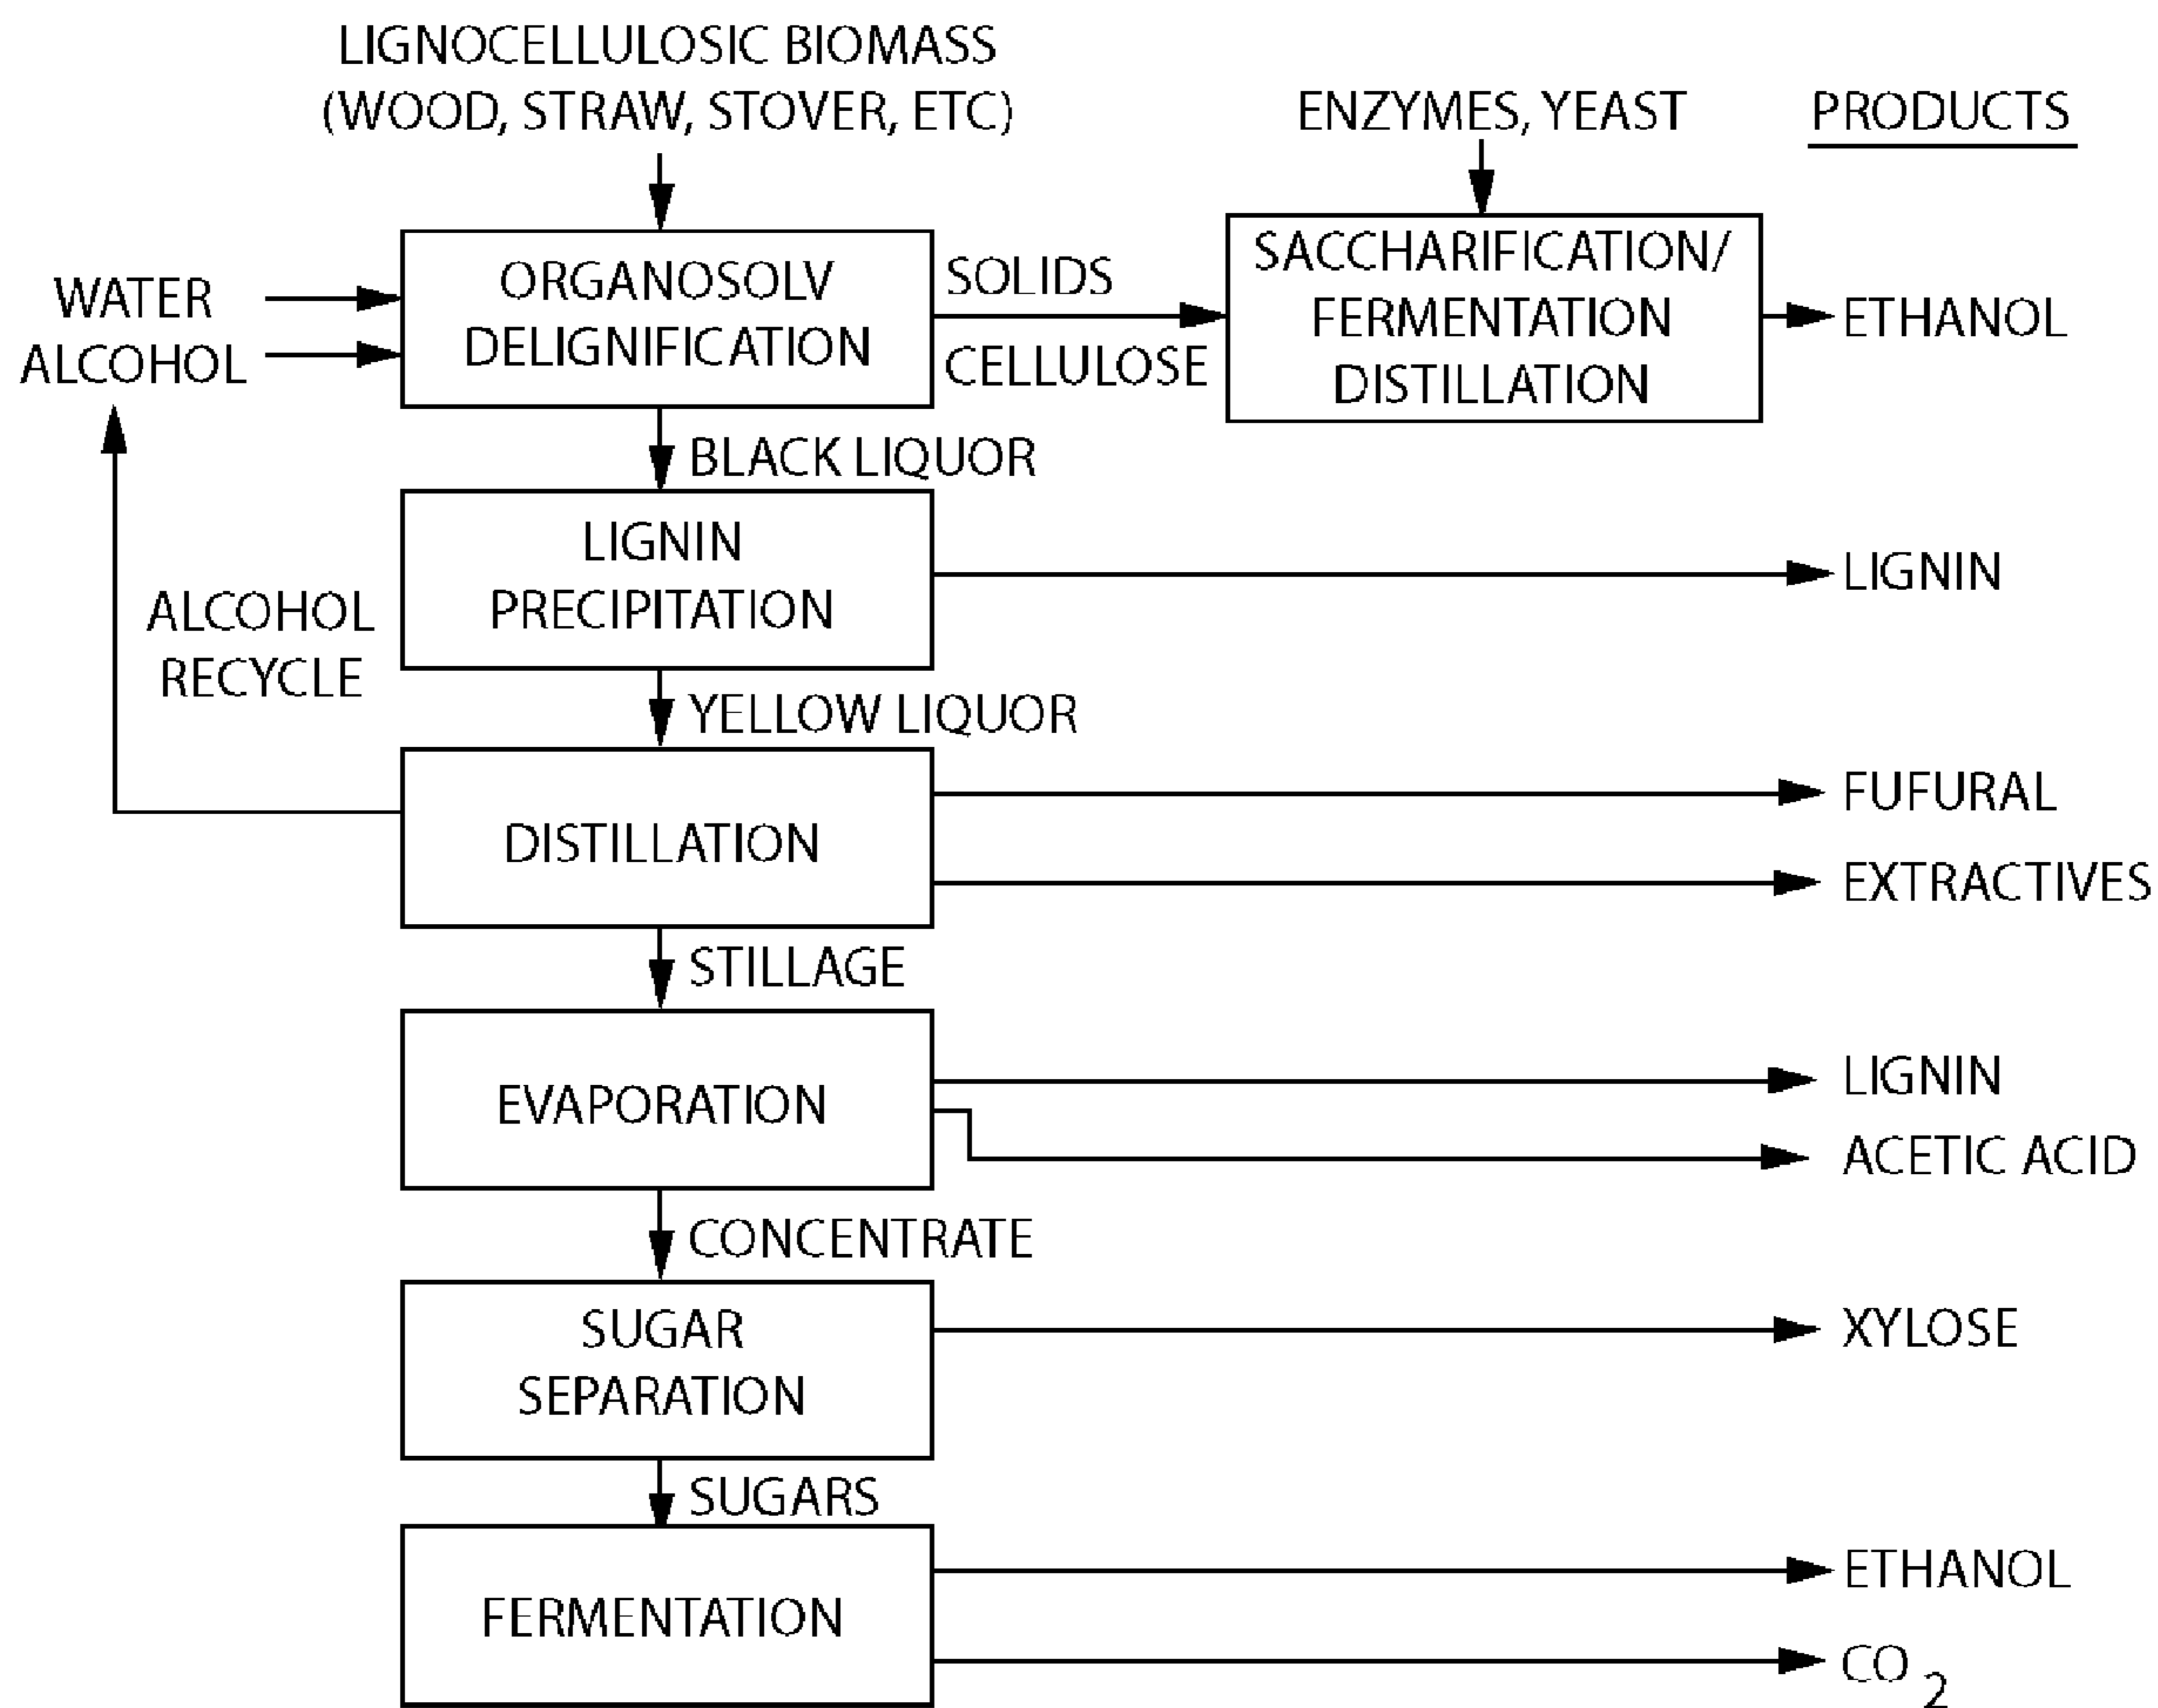 LIGNOCELLULOSIC BIOMASS
(WOOD, STRAW, STOVER, ETC)
ENZYMES, YEAST
PRODUCTS
WATER
ALCOHOL
ORGANOSOLV
DELIGNIFICATION
SOLIDS
CELLULOSE
SACCHARIFICATION/
FERMENTATION
DISTILLATION
ETHANOL
BLACK LIQUOR
LIGNIN
PRECIPITATION
LIGNIN
ALCOHOL
RECYCLE
YELLOW LIQUOR
DISTILLATION
FUFURAL
EXTRACTIVES
STILLAGE
EVAPORATION
LIGNIN
ACETIC ACID
CONCENTRATE
SUGAR
SEPARATION
XYLOSE
SUGARS
FERMENTATION
ETHANOL
CO2